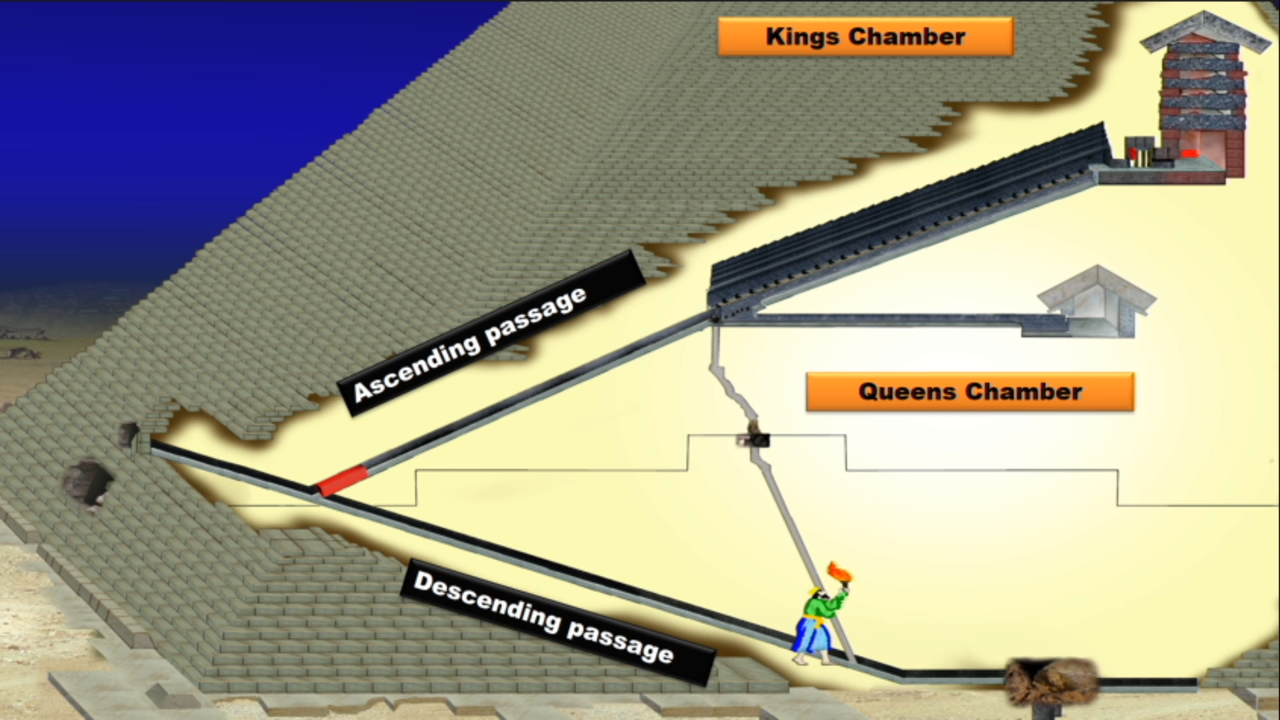 Kings Chamber
Ascending passage
Queens Chamber
Descending passage